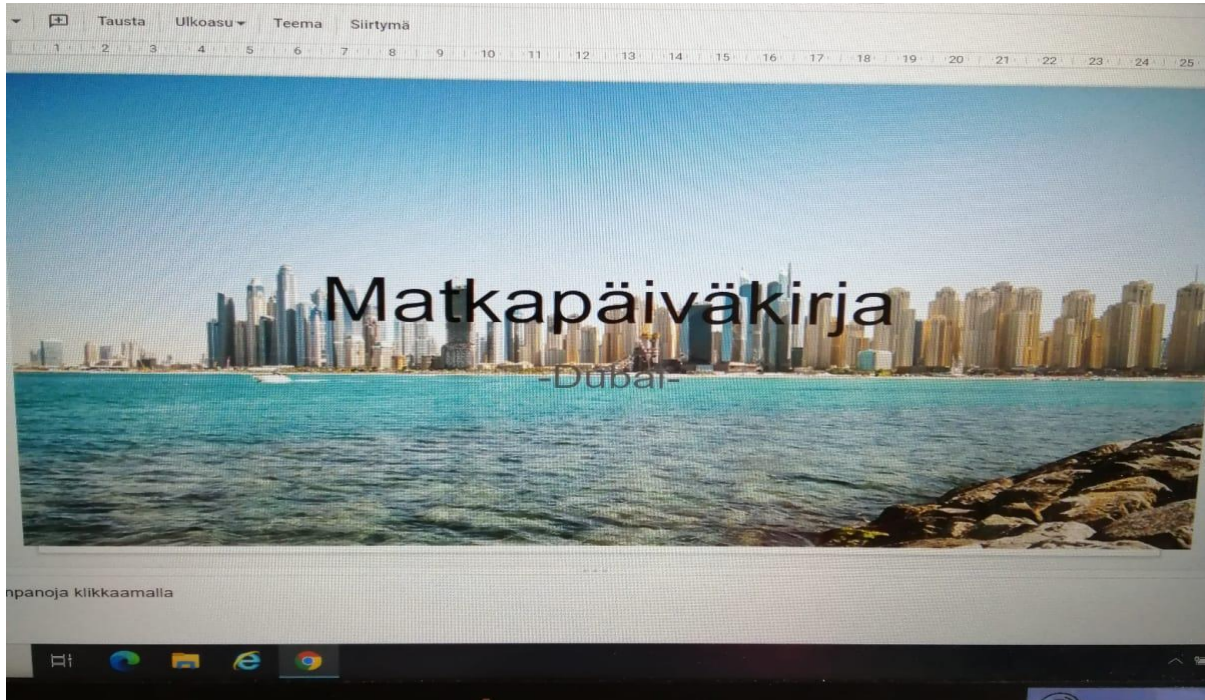 Tausta Ulkoasu Teema Siirtymä
1 2 3 4 5 6 7 8 9 10 11 12 13 14 15 16 17 18 19 20 21 22 23 24 25
Matkapäiväkirja
-Dubai-
npanoja klikkaamalla